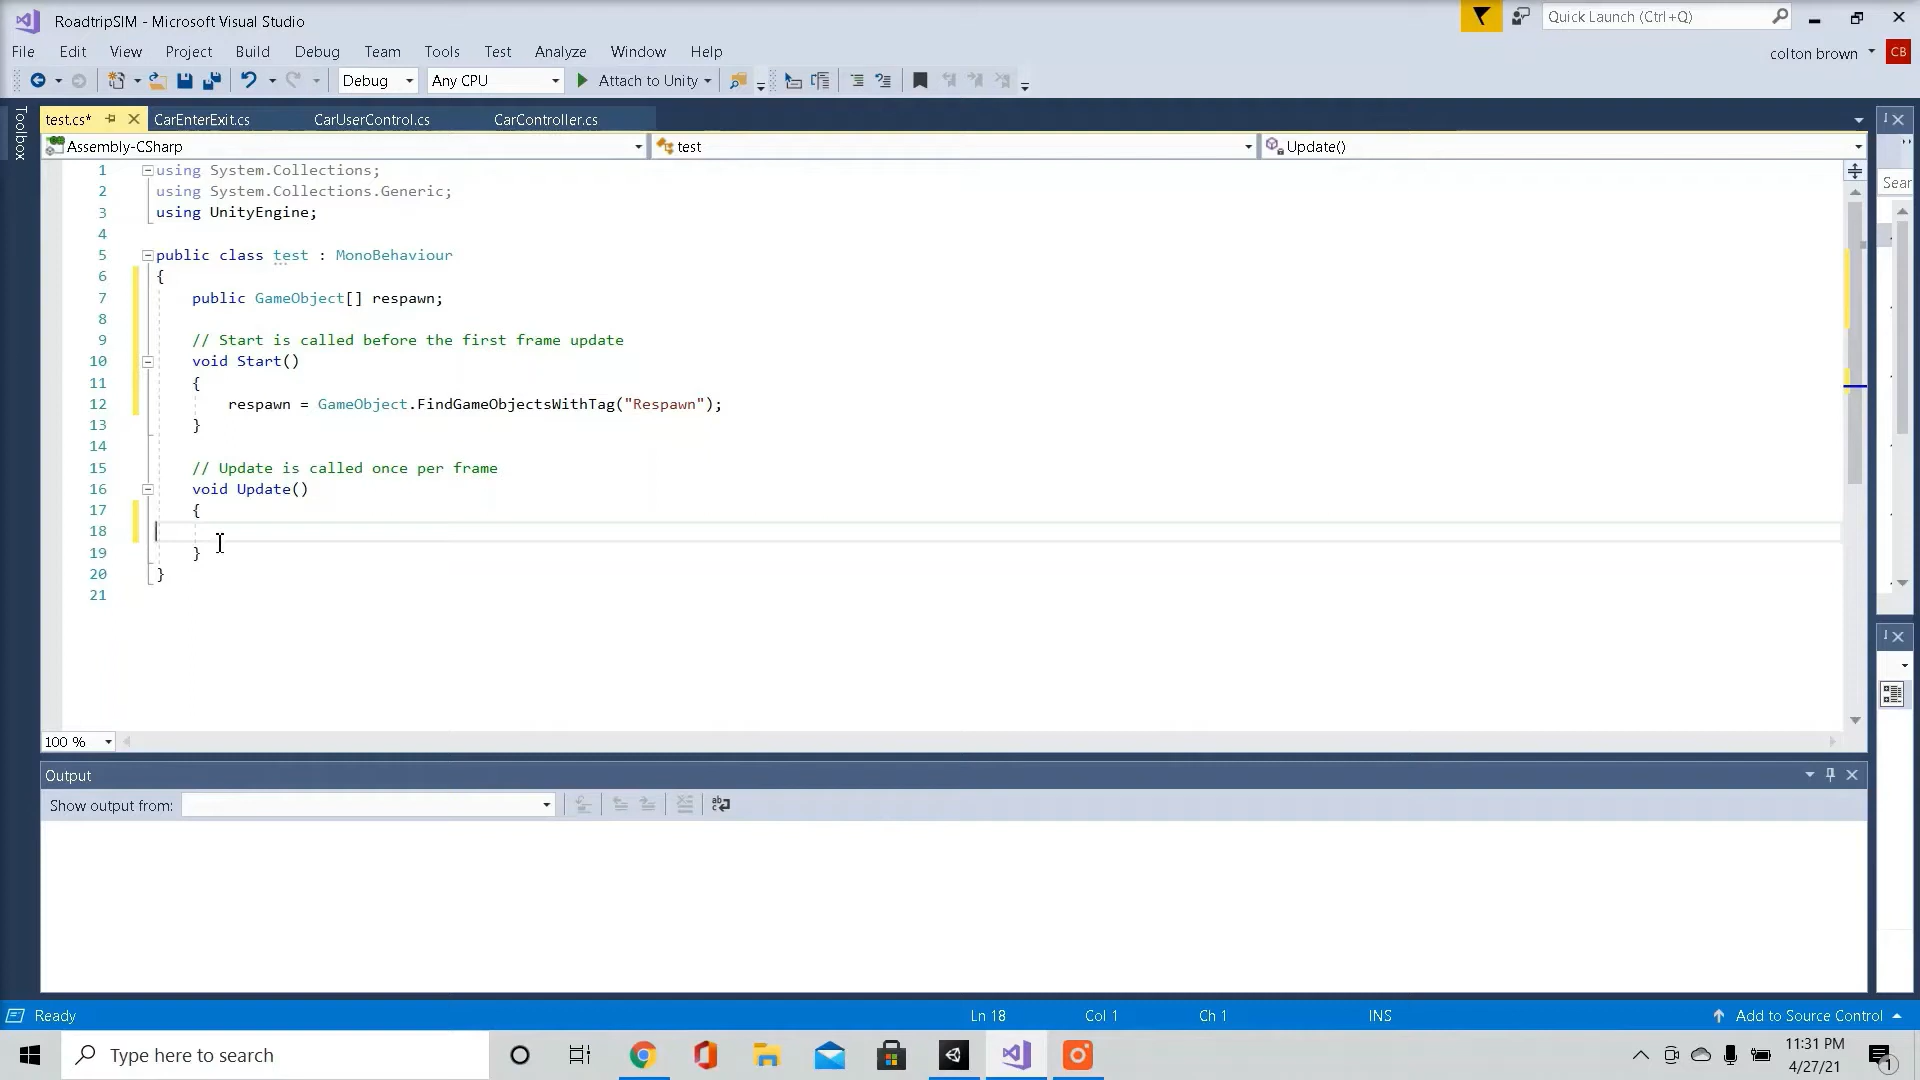 RoadtripSIM - Microsoft Visual Studio
Quick Launch (Ctrl+Q)
File Edit View Project Build Debug Team Tools Test Analyze Window Help
colton brown CB
Debug Any CPU Attach to Unity
Toolbox
test.cs* CarEnterExit.cs CarUserControl.cs CarController.cs
Assembly-CSharp test Update()
Sear
1 using System.Collections;
2 using System.Collections.Generic;
3 using UnityEngine;
4
5 public class test : MonoBehaviour
6 {
7 public GameObject[] respawn;
8
9 // Start is called before the first frame update
10 void Start()
11 {
12 respawn = GameObject.FindGameObjectsWithTag("Respawn");
13 }
14
15 // Update is called once per frame
16 void Update()
17 {
18
19 }
20 }
21
100 %
Output
Show output from:
Ready Ln 18 Col 1 Ch 1 INS Add to Source Control
Type here to search
11:31 PM
4/27/21
1